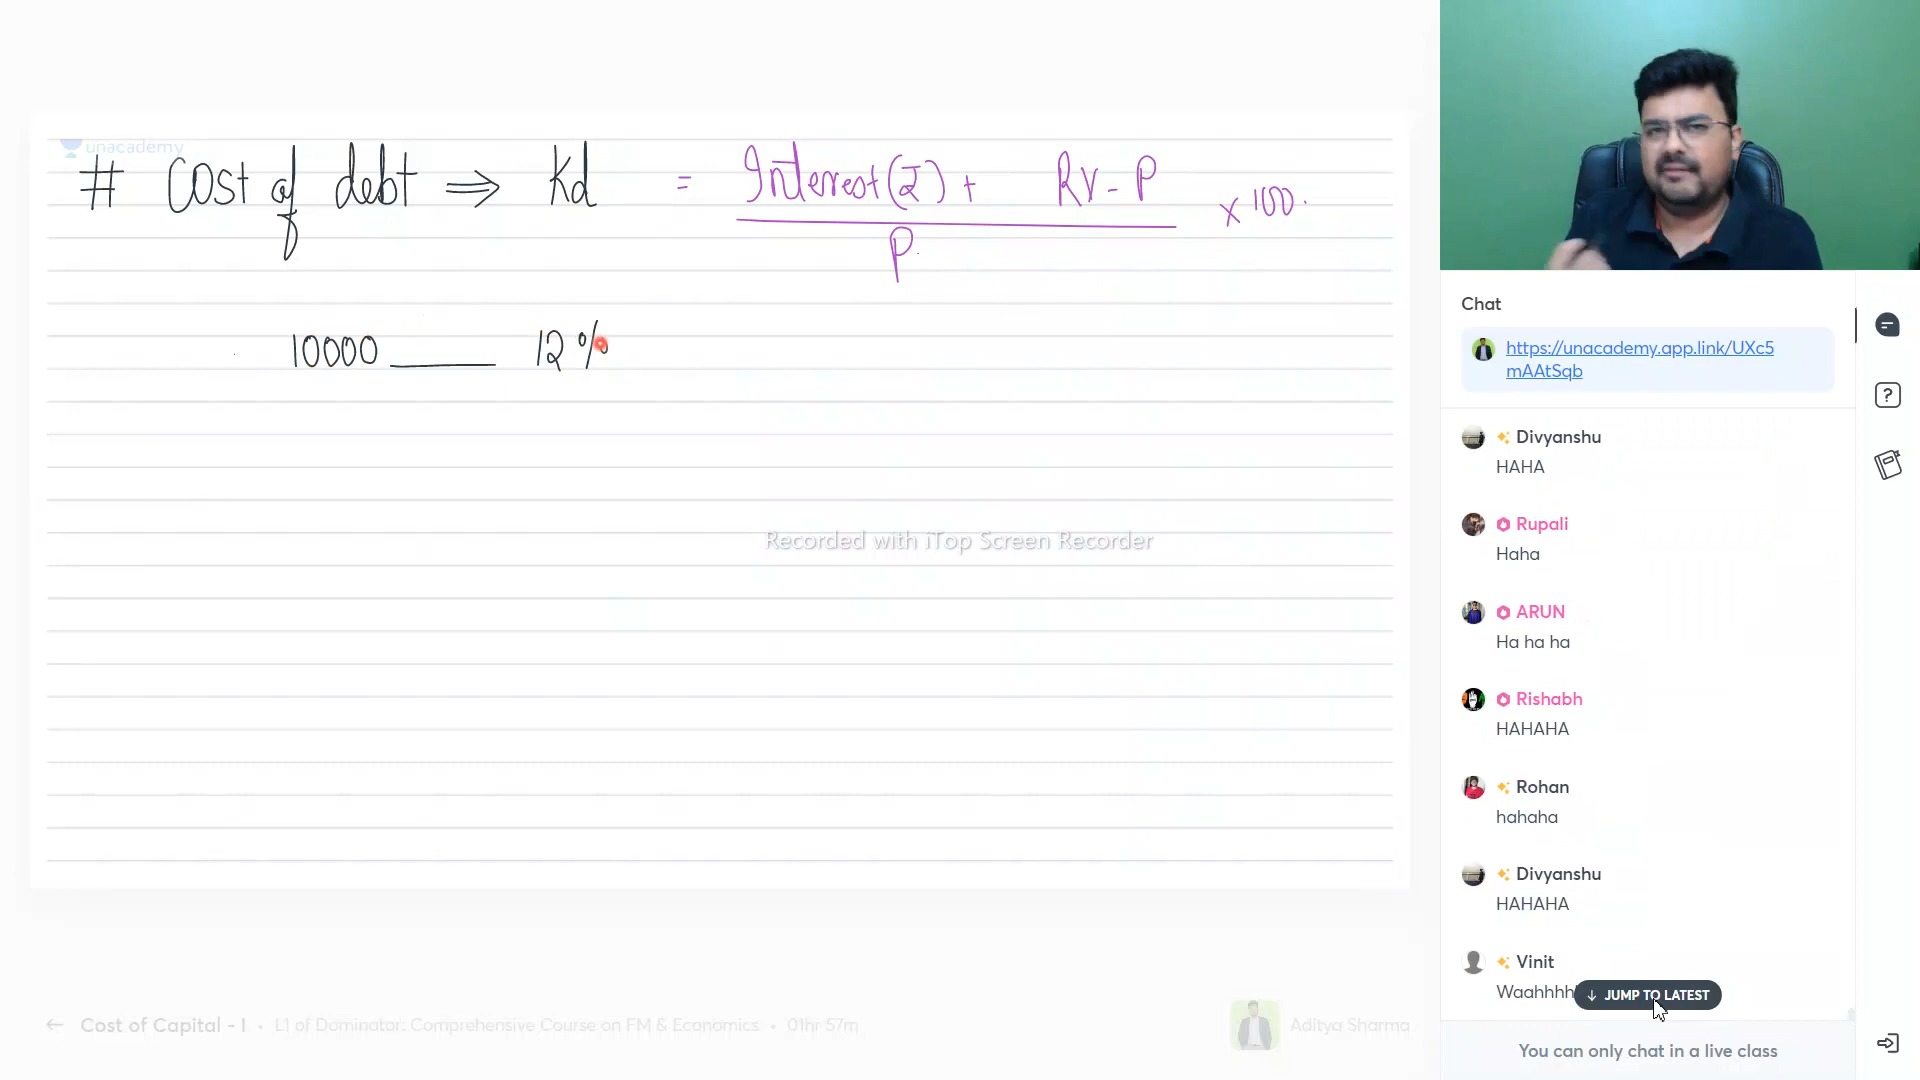 unacademy
# Cost of debt ⇒ Kd = Interest (I) + RV - P x 100.
P
10000 ____ 12%
Recorded with iTop Screen Recorder
Cost of Capital - I • L1 of Dominator: Comprehensive Course on FM & Economics • 01hr 57m
Aditya Sharma
Chat
https://unacademy.app.link/UXc5
mAAtSqb
Divyanshu
HAHA
Rupali
Haha
ARUN
Ha ha ha
Rishabh
HAHAHA
Rohan
hahaha
Divyanshu
HAHAHA
Vinit
Waahhhh
JUMP TO LATEST
You can only chat in a live class